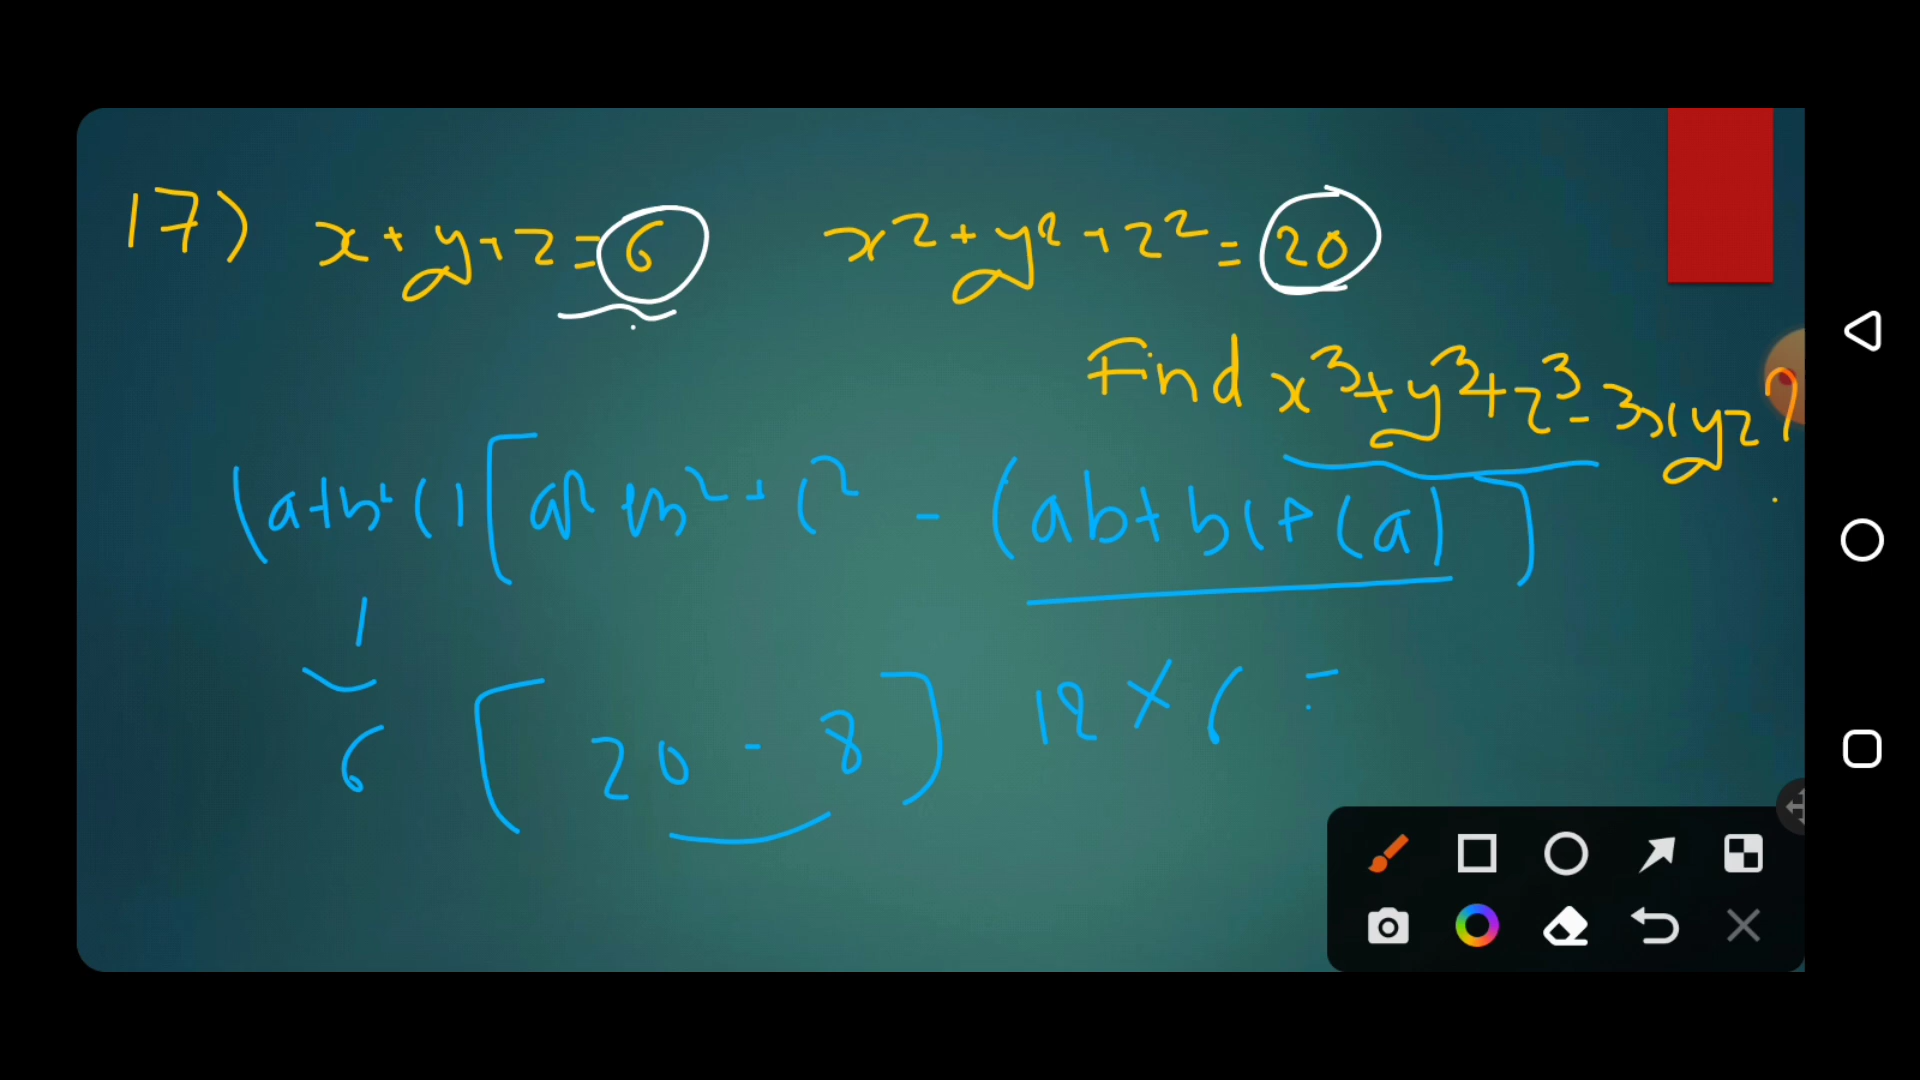 17) x+y+z=6 x²+y²+z²=20
Find x³+y³+z³-3xyz?
(a+b+c)[a²+b²+c²-(ab+bc+ca)]
6 [20-8] 12×6 =